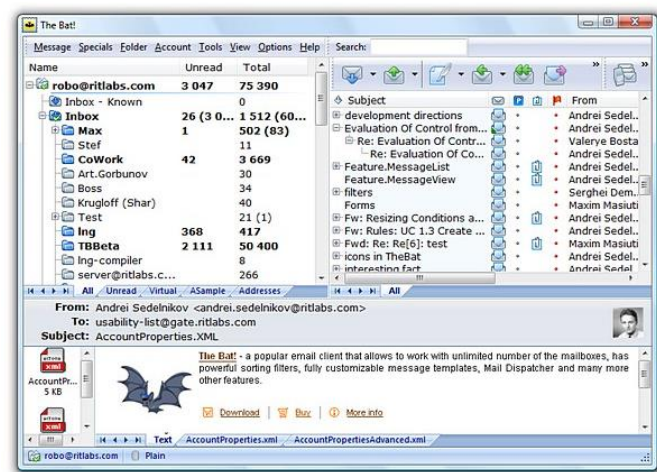 The Bat!
Message Specials Folder Account Tools View Options Help Search:
Name Unread Total
robo@ritlabs.com 3 047 75 390
Inbox - Known 0
Inbox 26 (3 0... 1 512 (60...
Max 1 502 (83)
Stef 11
CoWork 42 3 669
Art.Gorbunov 30
Boss 34
Krugloff (Shar) 40
Test 21 (1)
lng 368 417
TBBeta 2 111 50 400
lng-compiler 8
server@ritlabs.c... 266
All Unread Virtual ASample Addresses
Subject From
development directions Andrei Sedel..
Evaluation Of Control from... Andrei Sedel..
Re: Evaluation Of Contr... Valerye Bosta
Re: Evaluation Of Co... Andrei Sedel..
Feature.MessageList Andrei Sedel..
Feature.MessageView Andrei Sedel..
filters Serghei Dem..
Forms Maxim Masiuti
Fw: Resizing Conditions a... Andrei Sedel..
Fw: Rules: UC 1.3 Create ... Andrei Sedel..
Fwd: Re: Re[6]: test Maxim Masiuti
icons in TheBat Andrei Sedel..
interesting fact Andrei Sedel..
All
From: Andrei Sedelnikov <andrei.sedelnikov@ritlabs.com>
To: usability-list@gate.ritlabs.com
Subject: AccountProperties.XML
xml
AccountPr...
5 KB
xml
The Bat! - a popular email client that allows to work with unlimited number of the mailboxes, has
powerful sorting filters, fully customizable message templates, Mail Dispatcher and many more
other features.
Download Buy More info
Text AccountProperties.xml AccountPropertiesAdvanced.xml
robo@ritlabs.com Plain